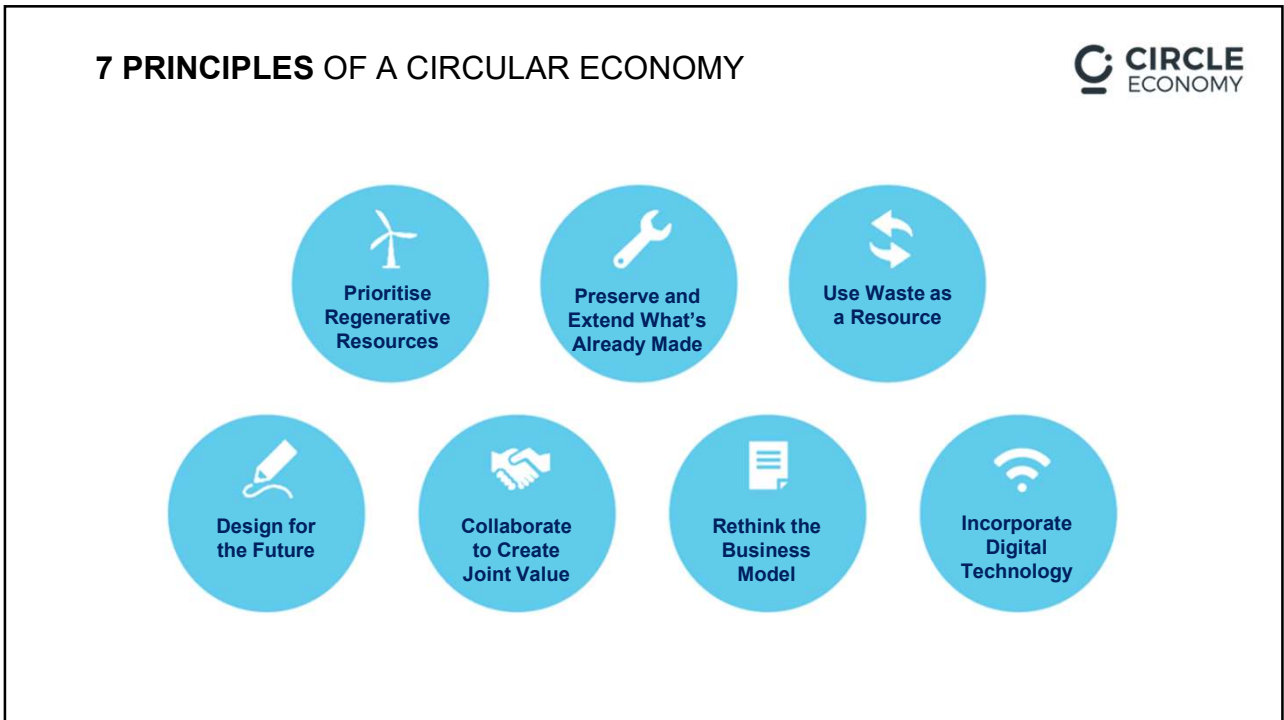 7 PRINCIPLES OF A CIRCULAR ECONOMY
CIRCLE
ECONOMY
Prioritise
Regenerative
Resources
Preserve and
Extend What’s
Already Made
Use Waste as
a Resource
Design for
the Future
Collaborate
to Create
Joint Value
Rethink the
Business
Model
Incorporate
Digital
Technology